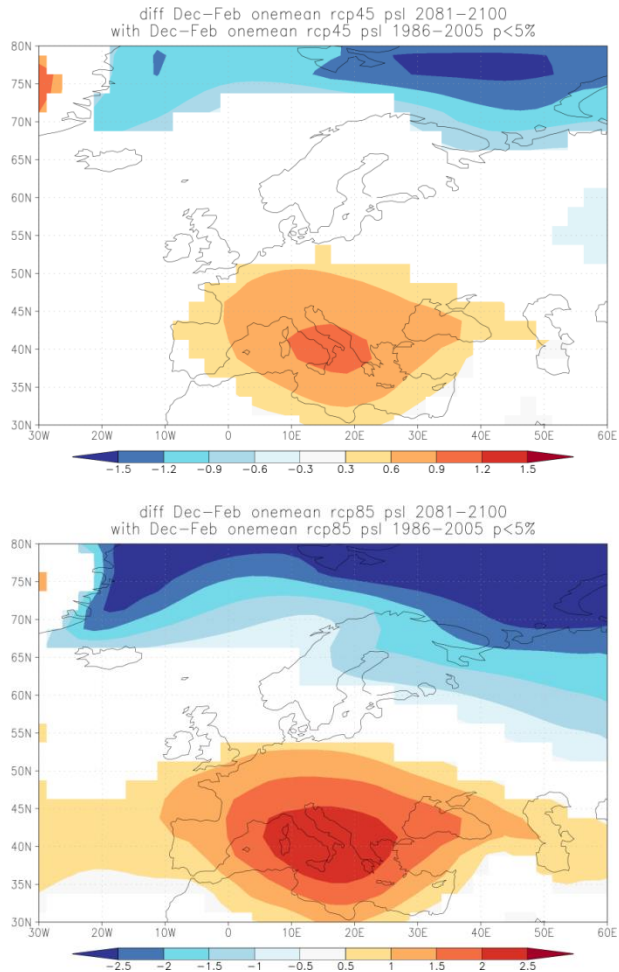 diff Dec-Feb onemean rcp45 psl 2081-2100
with Dec-Feb onemean rcp45 psl 1986-2005 p<5%
80N
75N
70N
65N
60N
55N
50N
45N
40N
35N
30N
30W 20W 10W 0 10E 20E 30E 40E 50E 60E
-1.5 -1.2 -0.9 -0.6 -0.3 0.3 0.6 0.9 1.2 1.5
diff Dec-Feb onemean rcp85 psl 2081-2100
with Dec-Feb onemean rcp85 psl 1986-2005 p<5%
80N
75N
70N
65N
60N
55N
50N
45N
40N
35N
30N
30W 20W 10W 0 10E 20E 30E 40E 50E 60E
-2.5 -2 -1.5 -1 -0.5 0.5 1 1.5 2 2.5